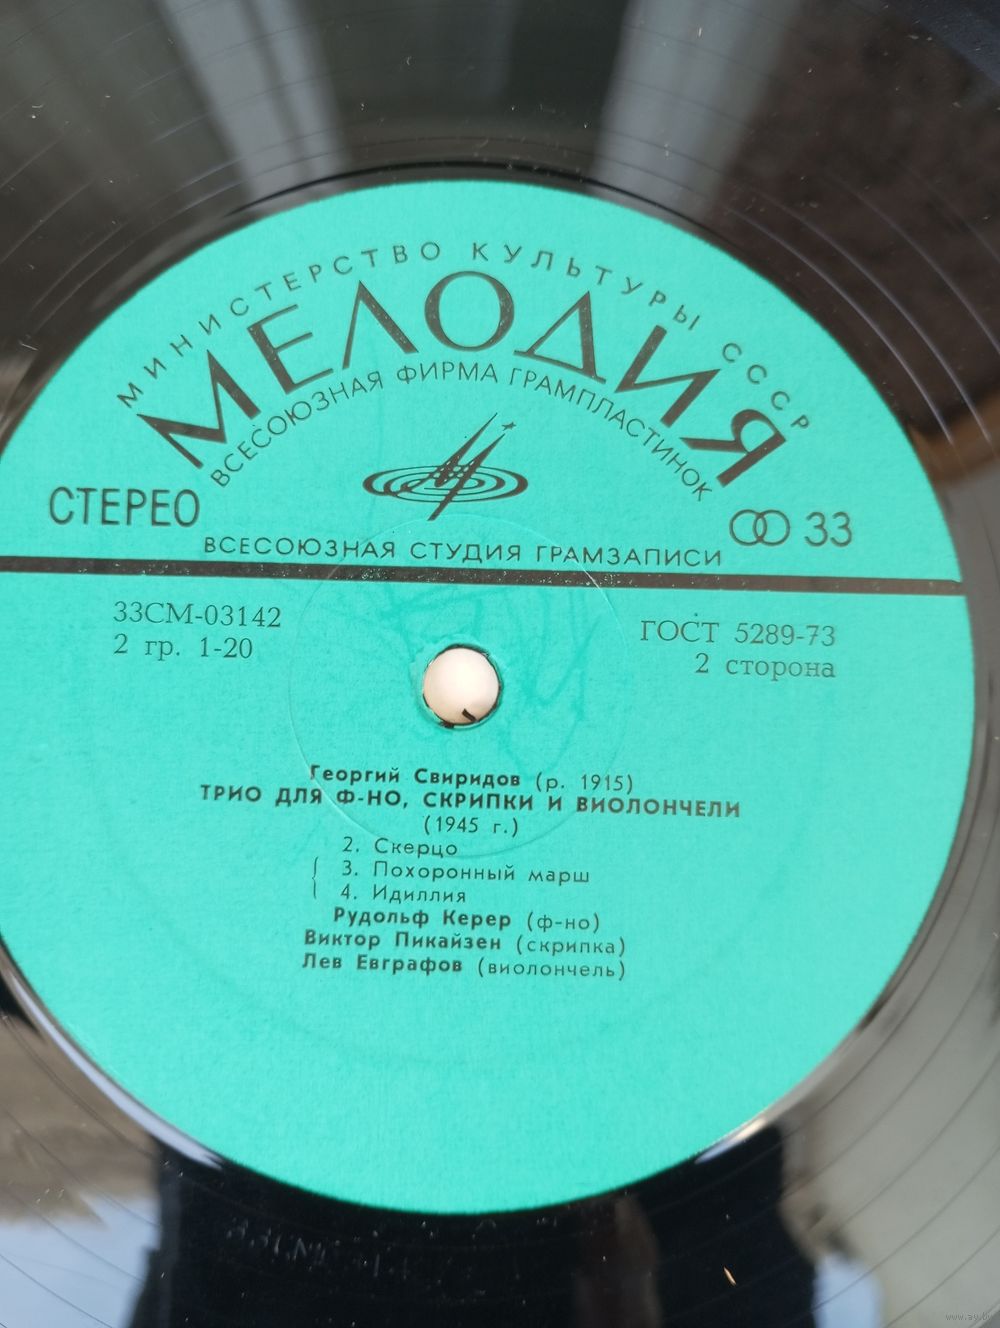 МИНИСТЕРСТВО КУЛЬТУРЫ СССР
МЕЛОДИЯ
ВСЕСОЮЗНАЯ ФИРМА ГРАМПЛАСТИНОК
СТЕРЕО
33
ВСЕСОЮЗНАЯ СТУДИЯ ГРАМЗАПИСИ
33СМ-03142
ГОСТ 5289-73
2 гр. 1-20
2 сторона
Георгий Свиридов (р. 1915)
ТРИО ДЛЯ Ф-НО, СКРИПКИ И ВИОЛОНЧЕЛИ
(1945 г.)
2. Скерцо
3. Похоронный марш
4. Идиллия
Рудольф Керер (ф-но)
Виктор Пикайзен (скрипка)
Лев Евграфов (виолончель)